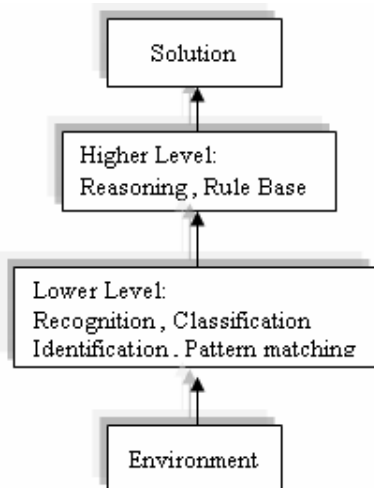 Solution
Higher Level:
Reasoning , Rule Base
Lower Level:
Recognition , Classification
Identification. Pattern matching
Environment